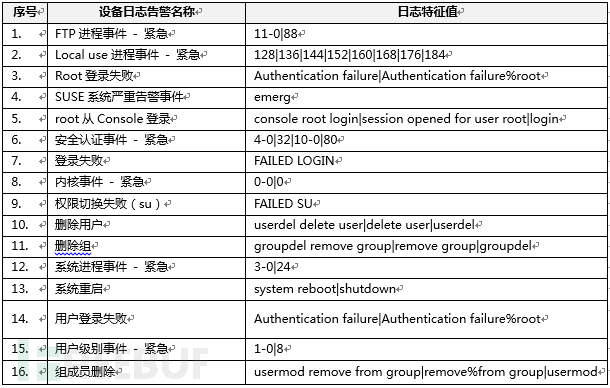 序号 设备日志告警名称 日志特征值
1. FTP 进程事件 - 紧急 11-0|88
2. Local use 进程事件 - 紧急 128|136|144|152|160|168|176|184
3. Root 登录失败 Authentication failure|Authentication failure%root
4. SUSE 系统严重告警事件 emerg
5. root 从 Console 登录 console root login|session opened for user root|login
6. 安全认证事件 - 紧急 4-0|32|10-0|80
7. 登录失败 FAILED LOGIN
8. 内核事件 - 紧急 0-0|0
9. 权限切换失败（su） FAILED SU
10. 删除用户 userdel delete user|delete user|userdel
11. 删除组 groupdel remove group|remove group|groupdel
12. 系统进程事件 - 紧急 3-0|24
13. 系统重启 system reboot|shutdown
14. 用户登录失败 Authentication failure|Authentication failure%root
15. 用户级别事件 - 紧急 1-0|8
16. 组成员删除 usermod remove from group|remove%from group|usermod